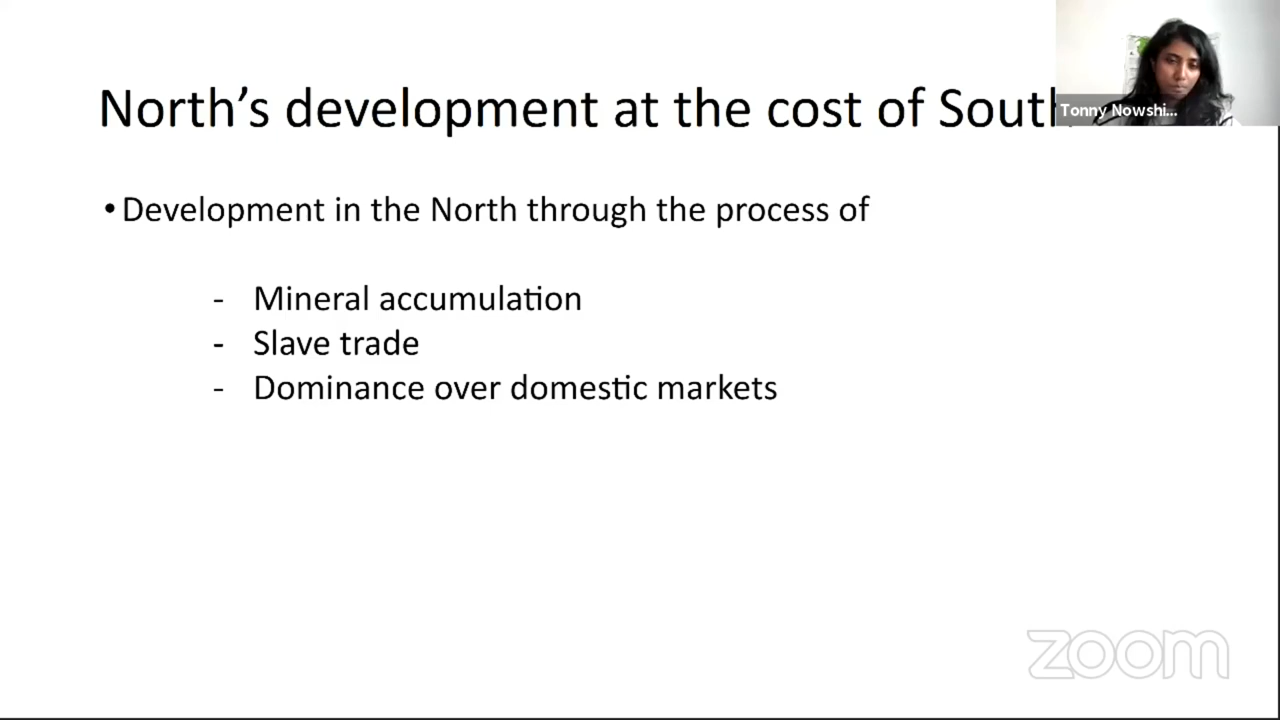 North's development at the cost of South
Tonny Nowshi...
• Development in the North through the process of
- Mineral accumulation
- Slave trade
- Dominance over domestic markets
zoom